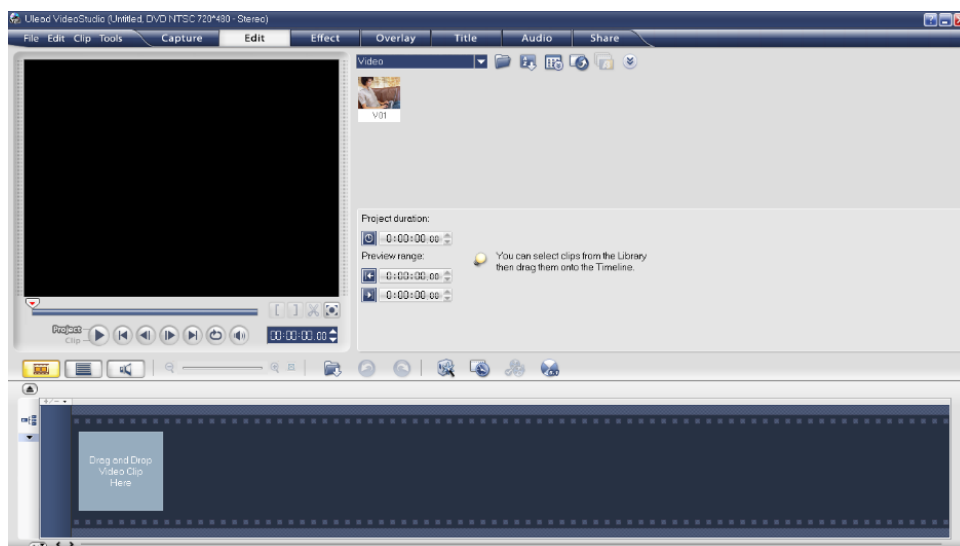 Ulead VideoStudio (Untitled, DVD NTSC 720*480 - Stereo)
File Edit Clip Tools Capture Edit Effect Overlay Title Audio Share
Video
V01
Project duration:
0:00:00.00
Preview range:
You can select clips from the Library
then drag them onto the Timeline.
0:00:00.00
0:00:00.00
Project
Clip
00:00:00.00
+/-
Drag and Drop
Video Clip
Here